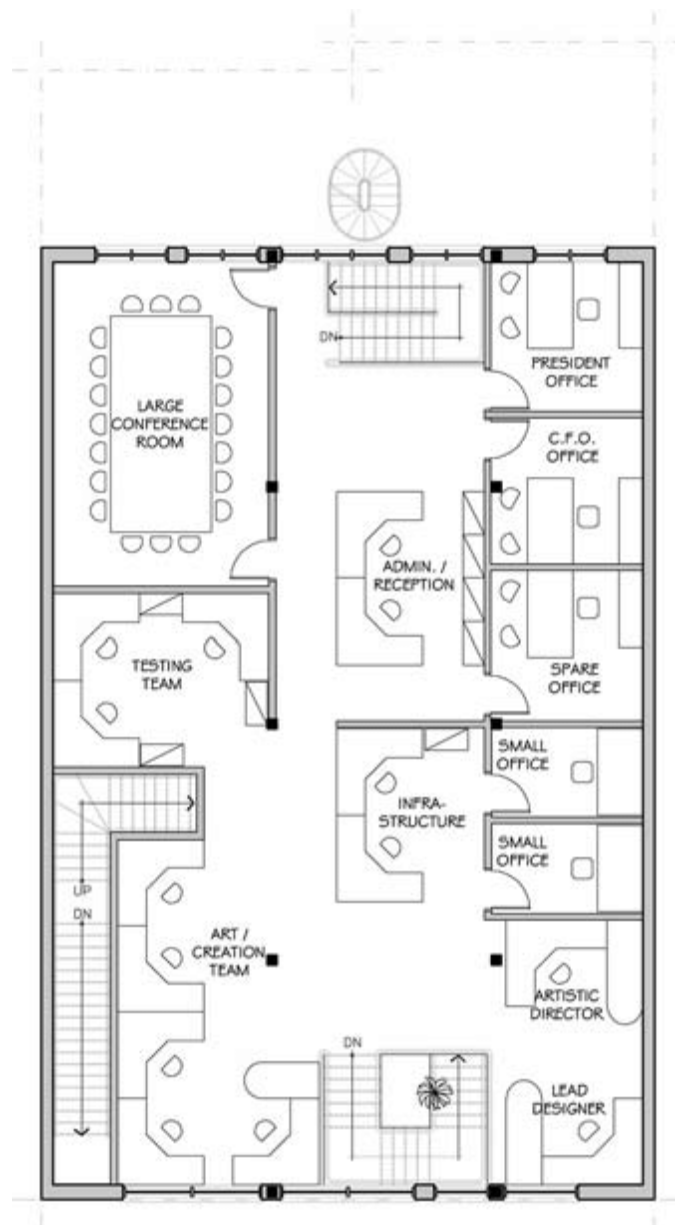 DN
PRESIDENT
OFFICE
LARGE
CONFERENCE
ROOM
C.F.O.
OFFICE
ADMIN. /
RECEPTION
TESTING
TEAM
SPARE
OFFICE
SMALL
OFFICE
INFRA-
STRUCTURE
SMALL
OFFICE
UP
DN
ART /
CREATION
TEAM
ARTISTIC
DIRECTOR
DN
LEAD
DESIGNER